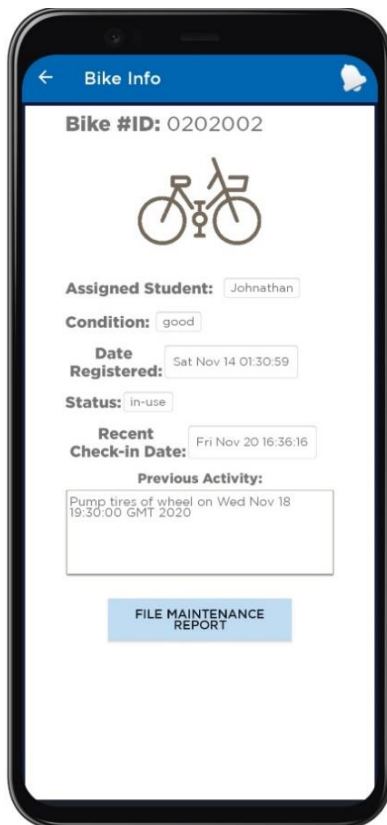 Bike Info
Bike #ID: 0202002
Assigned Student: Johnathan
Condition: good
Date
Registered: Sat Nov 14 01:30:59
Status: in-use
Recent
Check-in Date: Fri Nov 20 16:36:16
Previous Activity:
Pump tires of wheel on Wed Nov 18
19:30:00 GMT 2020
FILE MAINTENANCE
REPORT